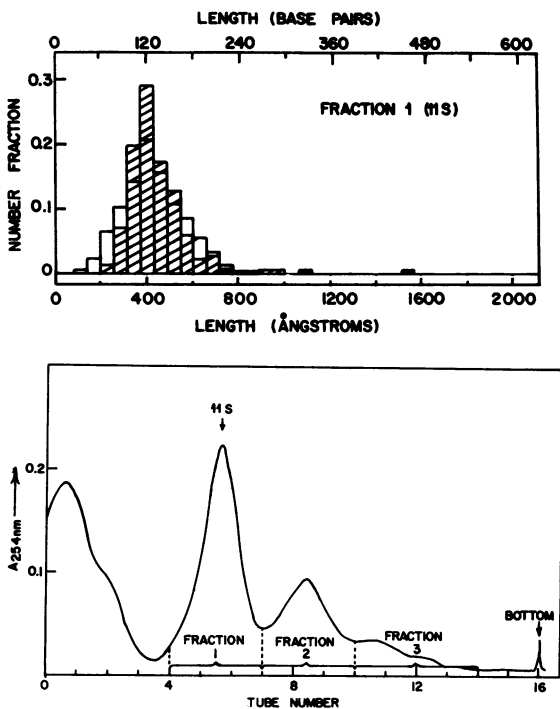 LENGTH (BASE PAIRS)
0 120 240 360 480 600
FRACTION 1 (11S)
NUMBER FRACTION
0.3
0.2
0.1
0
0 400 800 1200 1600 2000
LENGTH (ÅNGSTROMS)
11 S
A254nm
0.2
0.1
BOTTOM
FRACTION 1
FRACTION 2
FRACTION 3
0 4 8 12 16
TUBE NUMBER